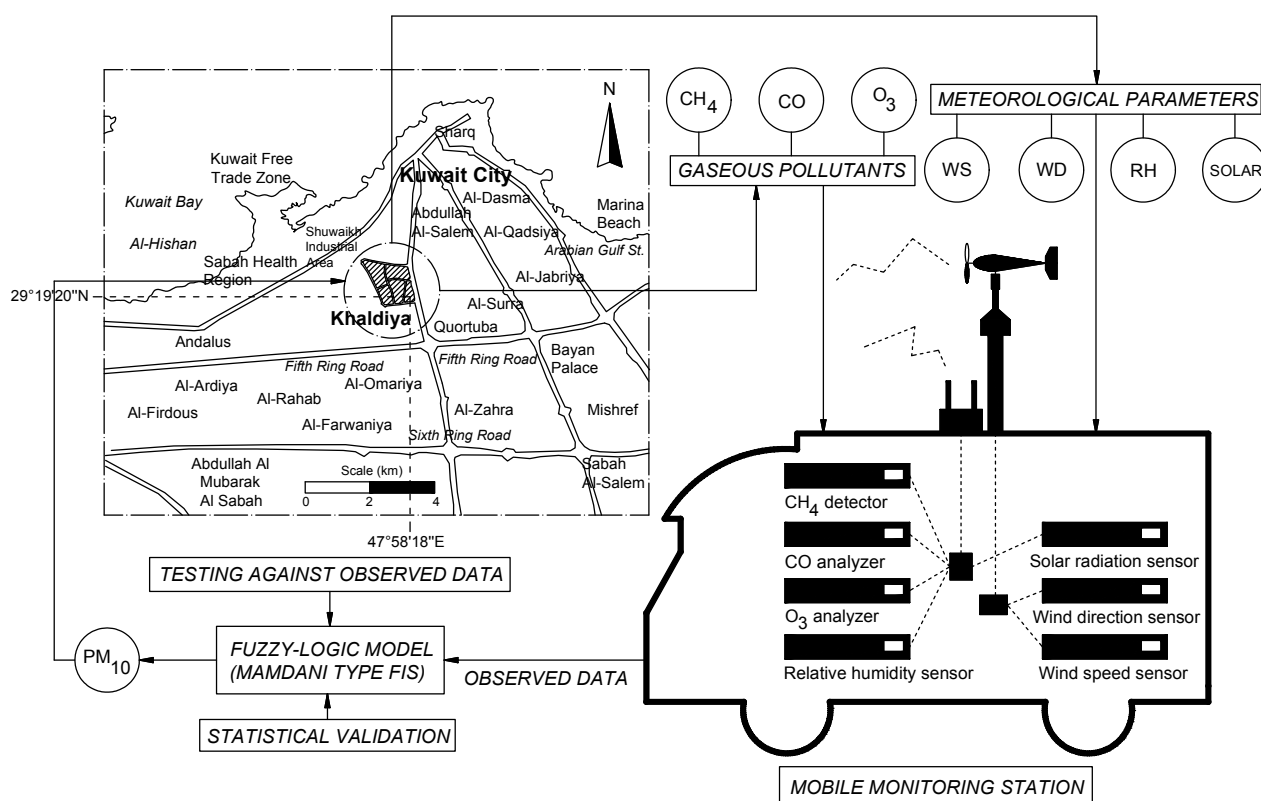 N
Sharq
Kuwait Free
Trade Zone
Kuwait City
Kuwait Bay
Al-Dasma
Marina
Beach
Abdullah
Al-Salem
Al-Hishan
Shuwaikh
Industrial
Area
Al-Qadsiya
Arabian Gulf St.
Sabah Health
Region
Al-Jabriya
29°19'20"N
Al-Surra
Khaldiya
Quortuba
Andalus
Bayan
Palace
Fifth Ring Road
Fifth Ring Road
Al-Ardiya
Al-Omariya
Al-Rahab
Al-Firdous
Al-Zahra
Mishref
Al-Farwaniya
Sixth Ring Road
Abdullah Al
Mubarak
Al Sabah
Scale (km)
0 2 4
Sabah
Al-Salem
47°58'18"E
CH4
CO
O3
GASEOUS POLLUTANTS
METEOROLOGICAL PARAMETERS
WS
WD
RH
SOLAR
CH4 detector
CO analyzer
O3 analyzer
Relative humidity sensor
Solar radiation sensor
Wind direction sensor
Wind speed sensor
MOBILE MONITORING STATION
TESTING AGAINST OBSERVED DATA
PM10
FUZZY-LOGIC MODEL
(MAMDANI TYPE FIS)
OBSERVED DATA
STATISTICAL VALIDATION